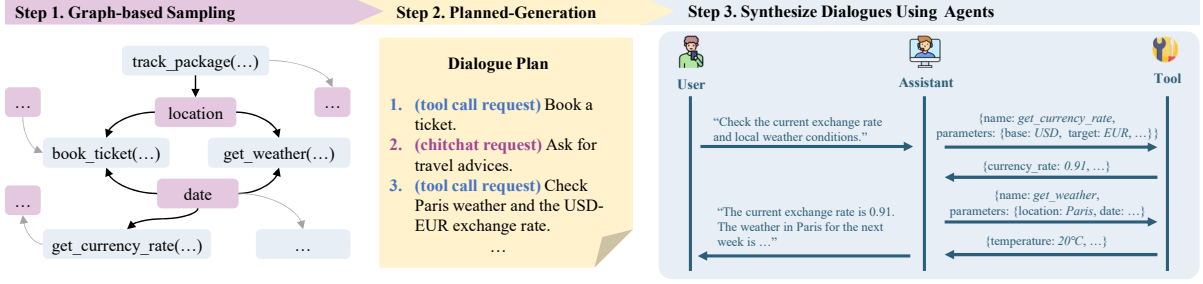 Step 1. Graph-based Sampling
track_package(…)
…
…
location
book_ticket(…)
get_weather(…)
…
date
get_currency_rate(…)
…
Step 2. Planned-Generation
Dialogue Plan
1. (tool call request) Book a
ticket.
2. (chitchat request) Ask for
travel advices.
3. (tool call request) Check
Paris weather and the USD-
EUR exchange rate.
…
Step 3. Synthesize Dialogues Using Agents
User
Assistant
Tool
“Check the current exchange rate
and local weather conditions.”
{name: get_currency_rate,
parameters: {base: USD, target: EUR, …}}
{currency_rate: 0.91, …}
{name: get_weather,
parameters: {location: Paris, date: …}
{temperature: 20℃, …}
“The current exchange rate is 0.91.
The weather in Paris for the next
week is …”